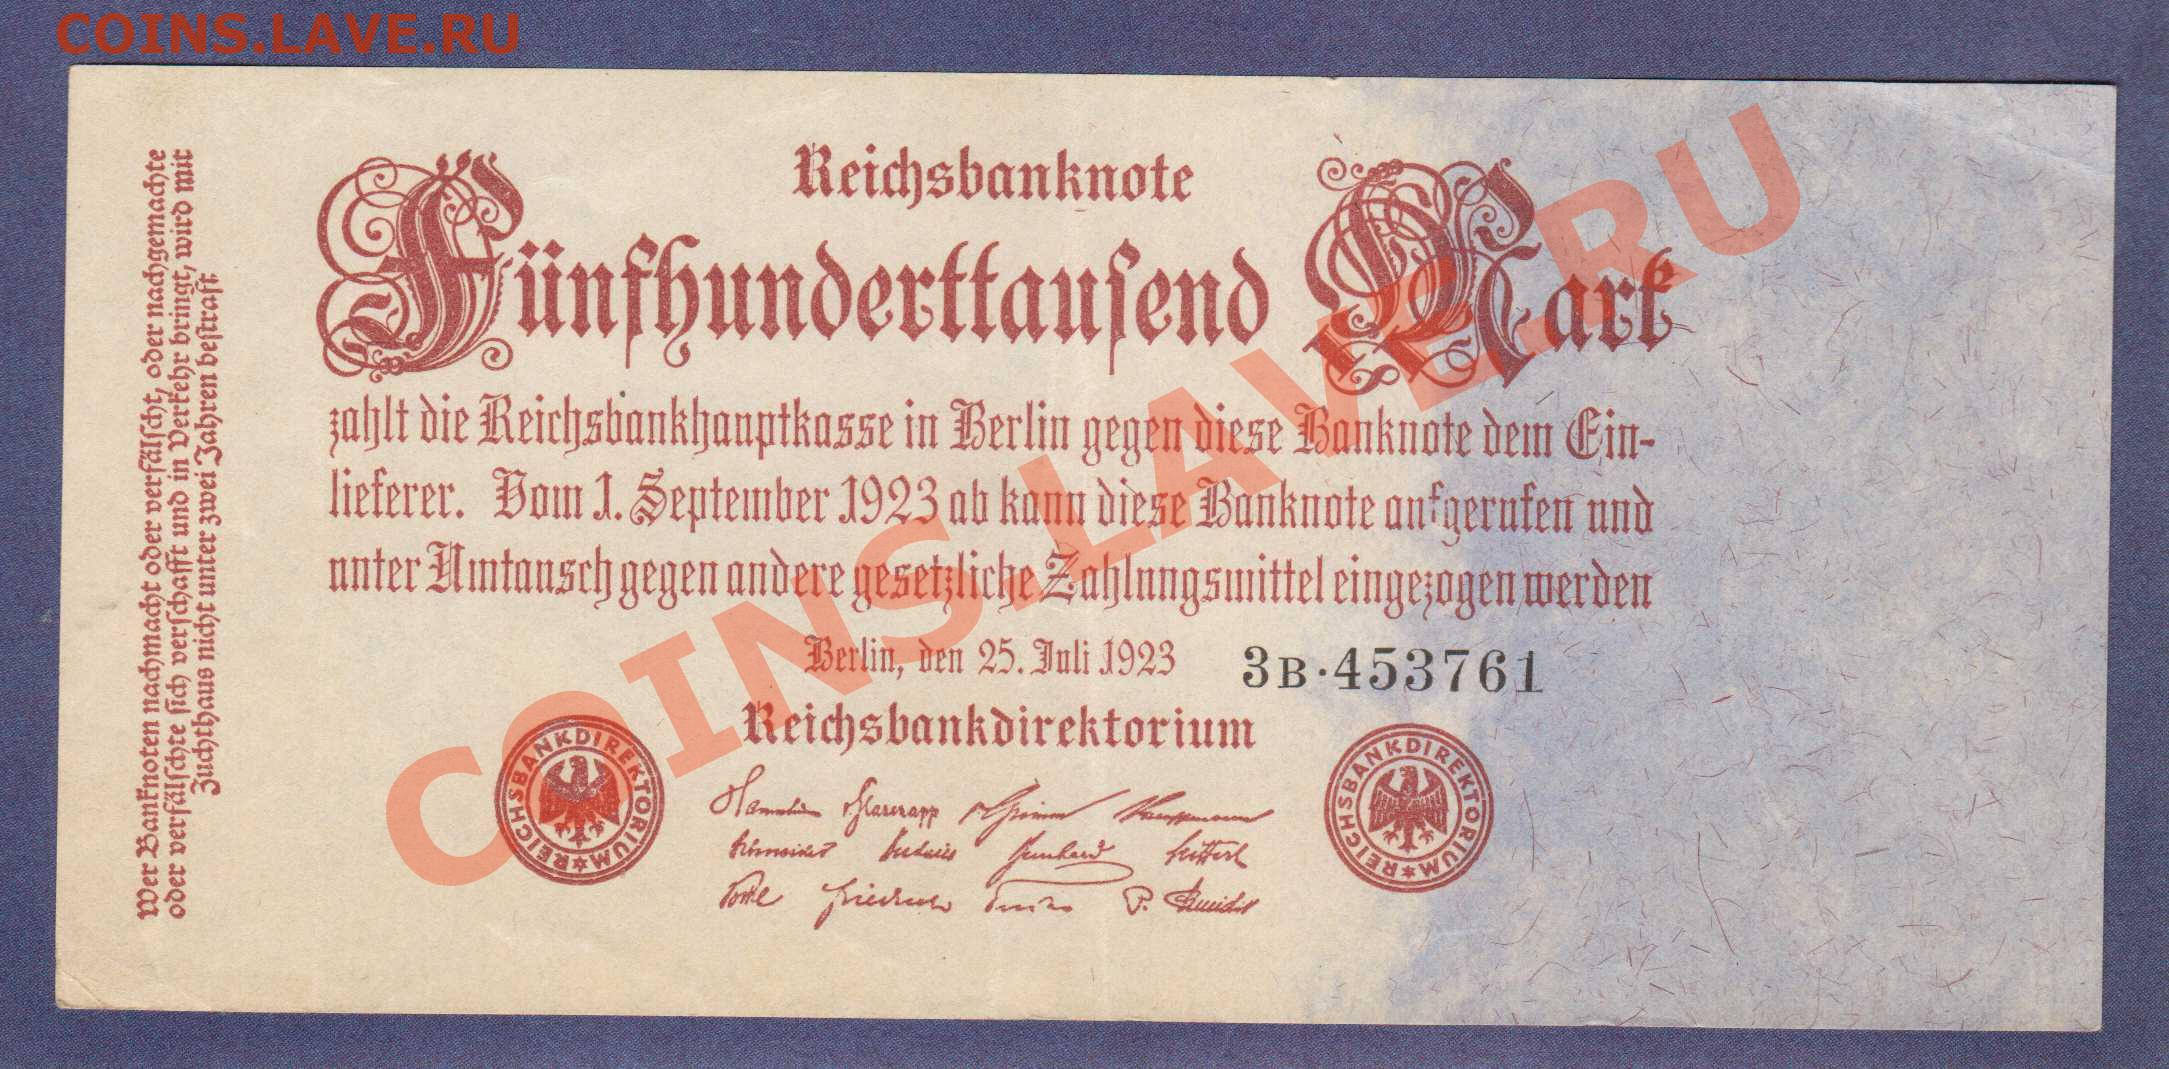 COINS.LAVE.RU
Reichsbanknote
Fünfhunderttausend Mark
zahlt die Reichsbankhauptkasse in Berlin gegen diese Banknote dem Ein-
lieferer. Vom 1. September 1923 ab kann diese Banknote aufgerufen und
unter Umtausch gegen andere gesetzliche Zahlungsmittel eingezogen werden
Berlin, den 25. Juli 1923
3B·453761
Reichsbankdirektorium
REICHSBANKDIREKTORIUM
REICHSBANKDIREKTORIUM
Wer Banknoten nachmacht oder verfälscht, oder nachgemachte
oder verfälschte sich verschafft und in Verkehr bringt, wird mit
Zuchthaus nicht unter zwei Jahren bestraft.
COINS.LAVE.RU